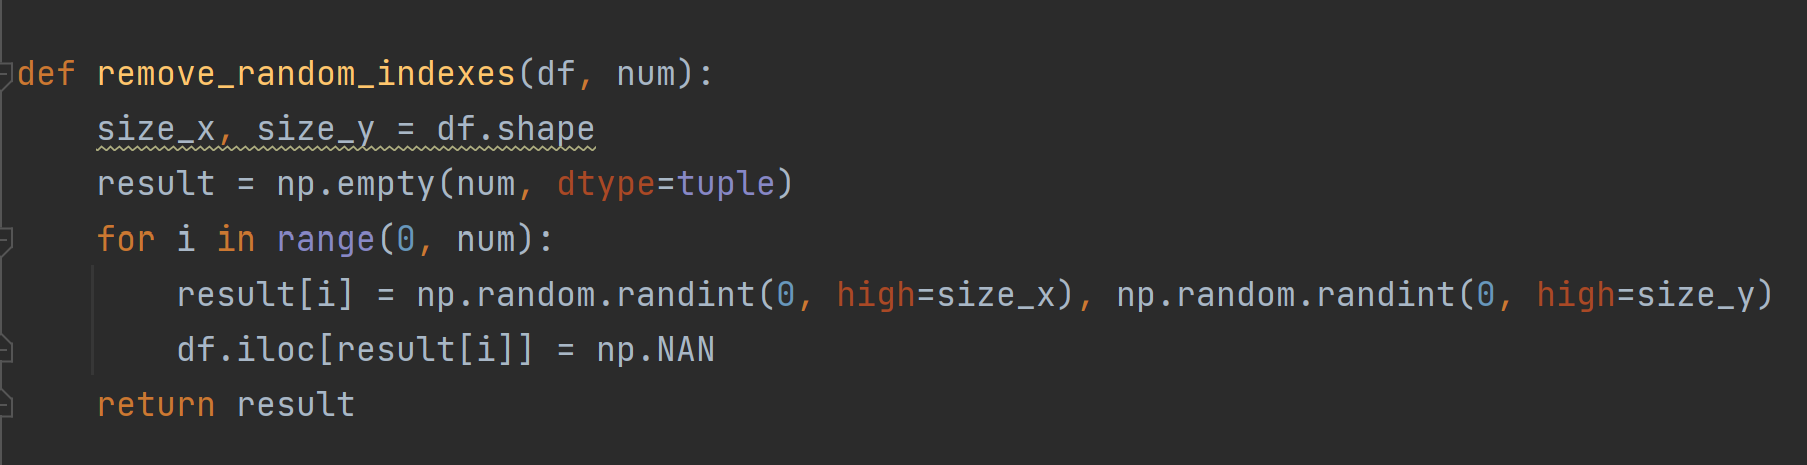 def remove_random_indexes(df, num):
    size_x, size_y = df.shape
    result = np.empty(num, dtype=tuple)
    for i in range(0, num):
        result[i] = np.random.randint(0, high=size_x), np.random.randint(0, high=size_y)
        df.iloc[result[i]] = np.NAN
    return result